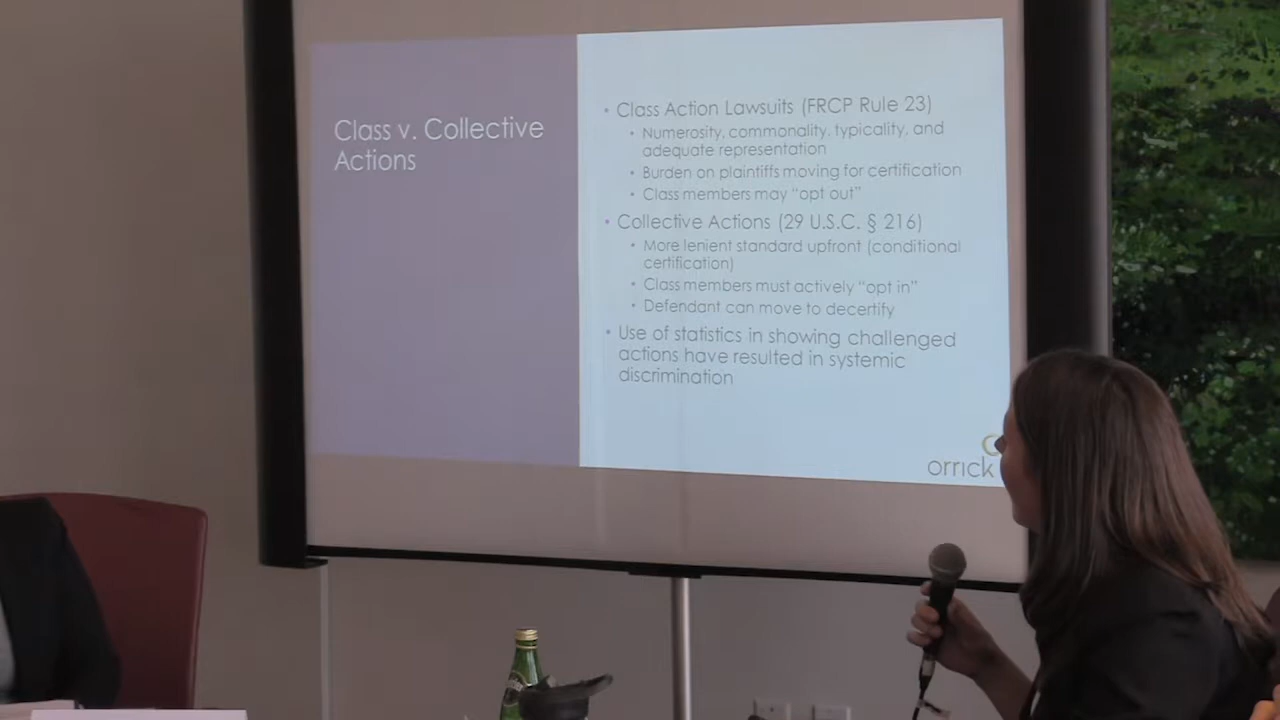 Class v. Collective
Actions
• Class Action Lawsuits (FRCP Rule 23)
• Numerosity, commonality, typicality, and
adequate representation
• Burden on plaintiffs moving for certification
• Class members may “opt out”
• Collective Actions (29 U.S.C. § 216)
• More lenient standard upfront (conditional
certification)
• Class members must actively “opt in”
• Defendant can move to decertify
• Use of statistics in showing challenged
actions have resulted in systemic
discrimination
orrick